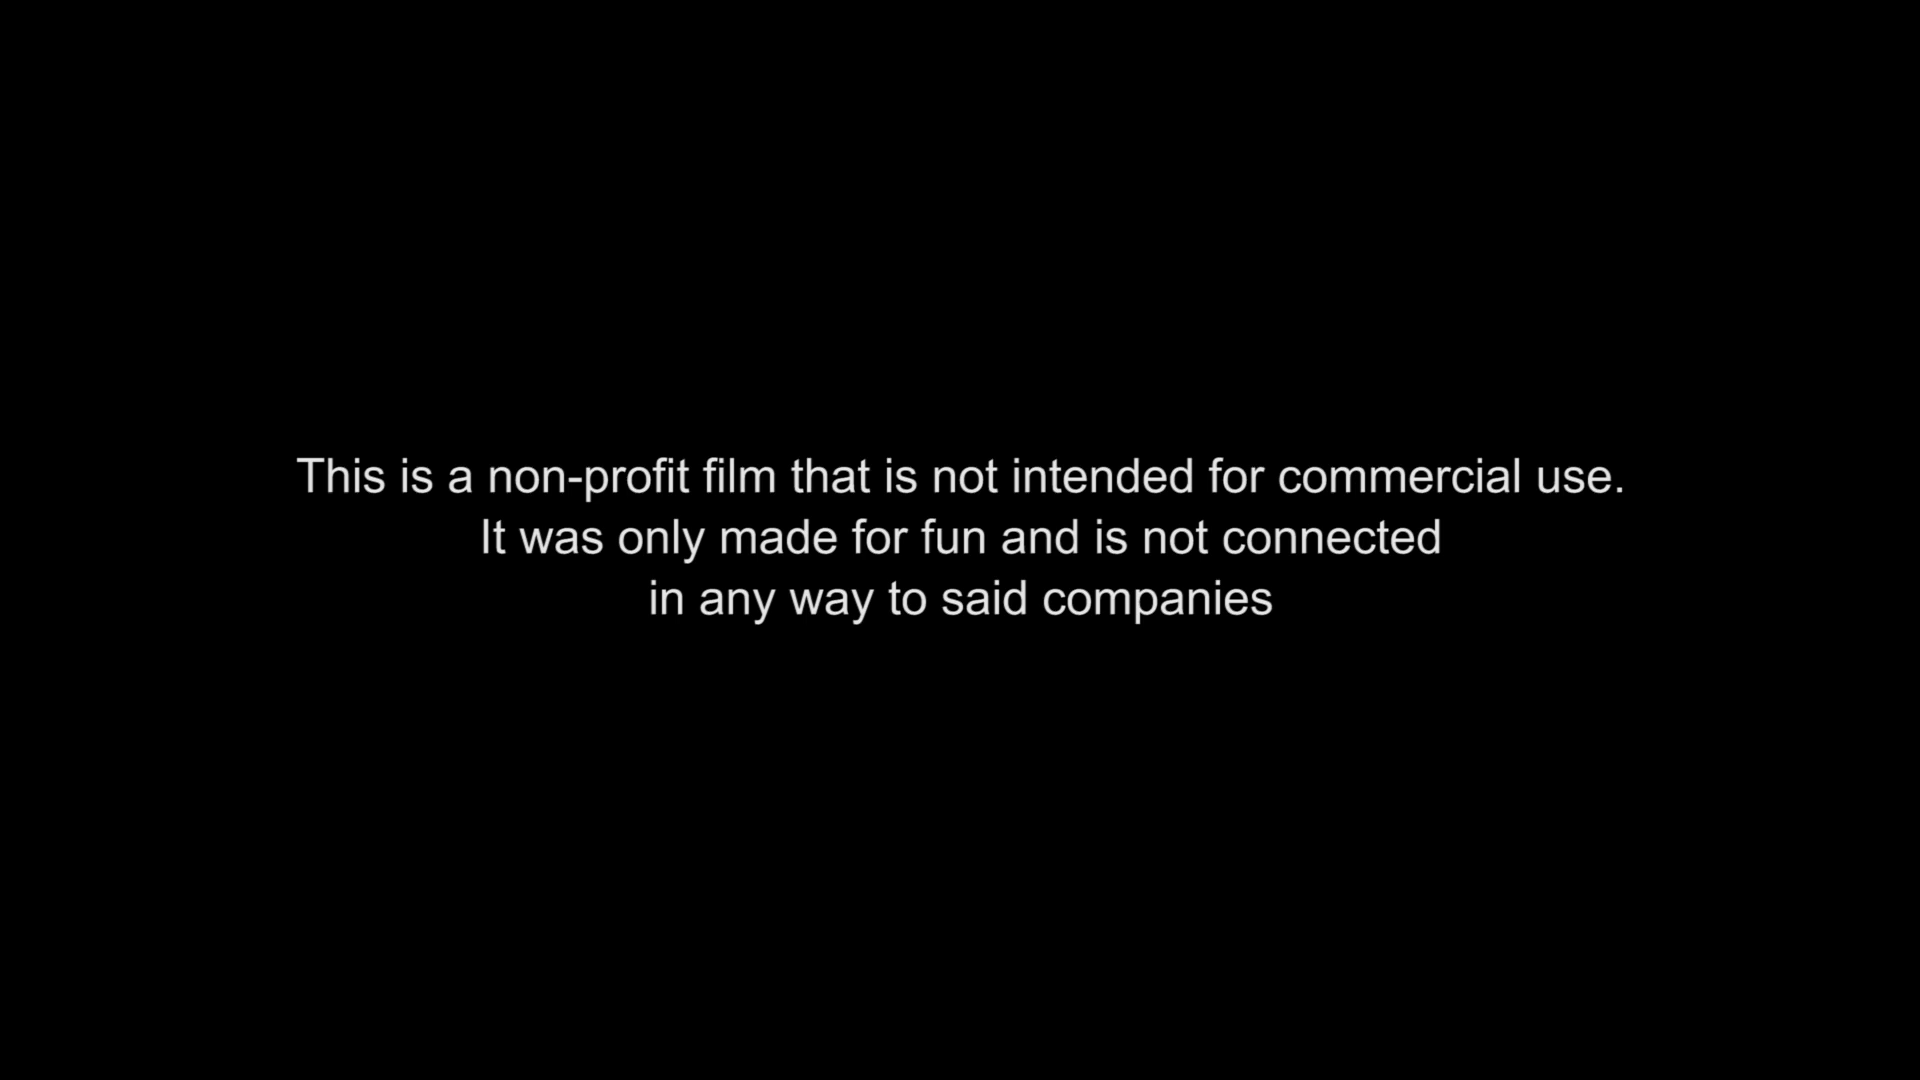 This is a non-profit film that is not intended for commercial use.
It was only made for fun and is not connected
in any way to said companies